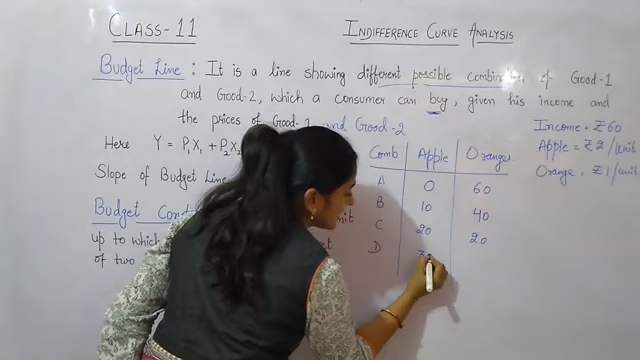 CLASS-11
INDIFFERENCE CURVE ANALYSIS
Budget Line : It is a line showing different possible combin of Good-1
and Good-2, which a consumer can buy, given his income and
the prices of Good-1 and Good-2
Here Y = P₁X₁ + P₂X₂
Slope of Budget Line
Budget Con
up to which
of two
Income = ₹60
Apple = ₹2/unit
Orange = ₹1/unit
Comb Apple Oranges
A 0 60
B 10 40
C 20 20
D